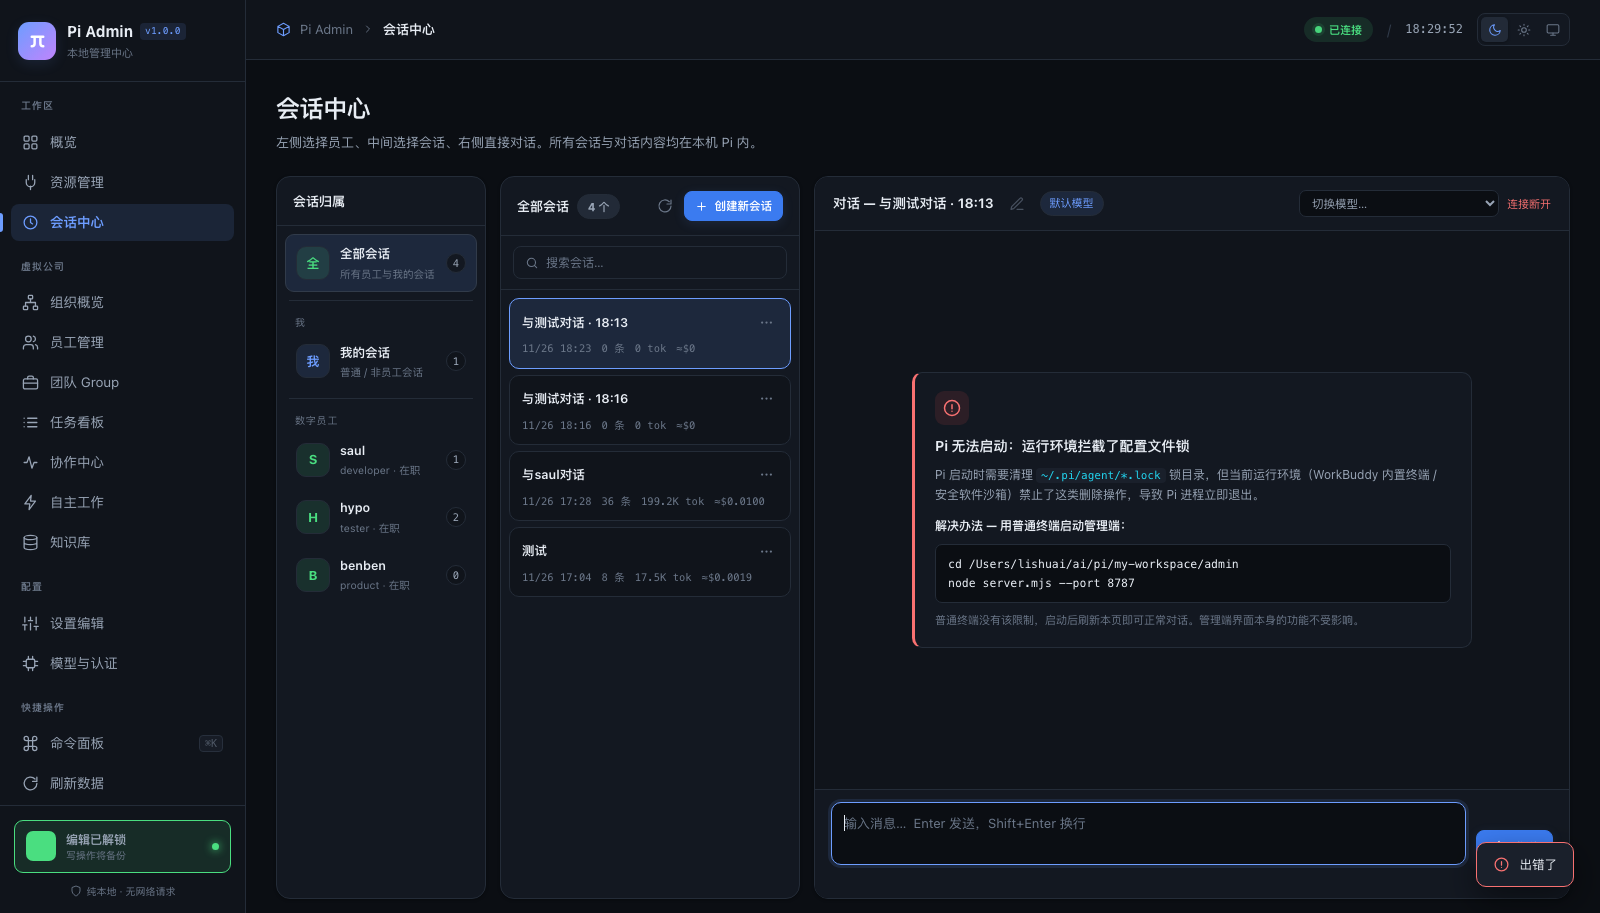 π
Pi Admin v1.0.0
本地管理中心
工作区
概览
资源管理
会话中心
虚拟公司
组织概览
员工管理
团队 Group
任务看板
协作中心
自主工作
知识库
配置
设置编辑
模型与认证
快捷操作
命令面板 ⌘K
刷新数据
编辑已解锁
写操作将备份
纯本地 · 无网络请求
Pi Admin › 会话中心
已连接 / 18:29:52
会话中心
左侧选择员工、中间选择会话、右侧直接对话。所有会话与对话内容均在本机 Pi 内。
会话归属
全 全部会话 4
所有员工与我的会话
我
我 我的会话 1
普通 / 非员工会话
数字员工
S saul 1
developer · 在职
H hypo 2
tester · 在职
B benben 0
product · 在职
全部会话 4 个 + 创建新会话
搜索会话...
与测试对话 · 18:13 ···
11/26 18:23 0 条 0 tok ≈$0
与测试对话 · 18:16 ···
11/26 18:16 0 条 0 tok ≈$0
与saul对话 ···
11/26 17:28 36 条 199.2K tok ≈$0.0100
测试 ···
11/26 17:04 8 条 17.5K tok ≈$0.0019
对话 — 与测试对话 · 18:13 默认模型 切换模型... 连接断开
Pi 无法启动：运行环境拦截了配置文件锁
Pi 启动时需要清理 ~/.pi/agent/*.lock 锁目录，但当前运行环境（WorkBuddy 内置终端 /
安全软件沙箱）禁止了这类删除操作，导致 Pi 进程立即退出。
解决办法 — 用普通终端启动管理端：
cd /Users/lishuai/ai/pi/my-workspace/admin
node server.mjs --port 8787
普通终端没有该限制，启动后刷新本页即可正常对话。管理端界面本身的功能不受影响。
输入消息... Enter 发送，Shift+Enter 换行
出错了